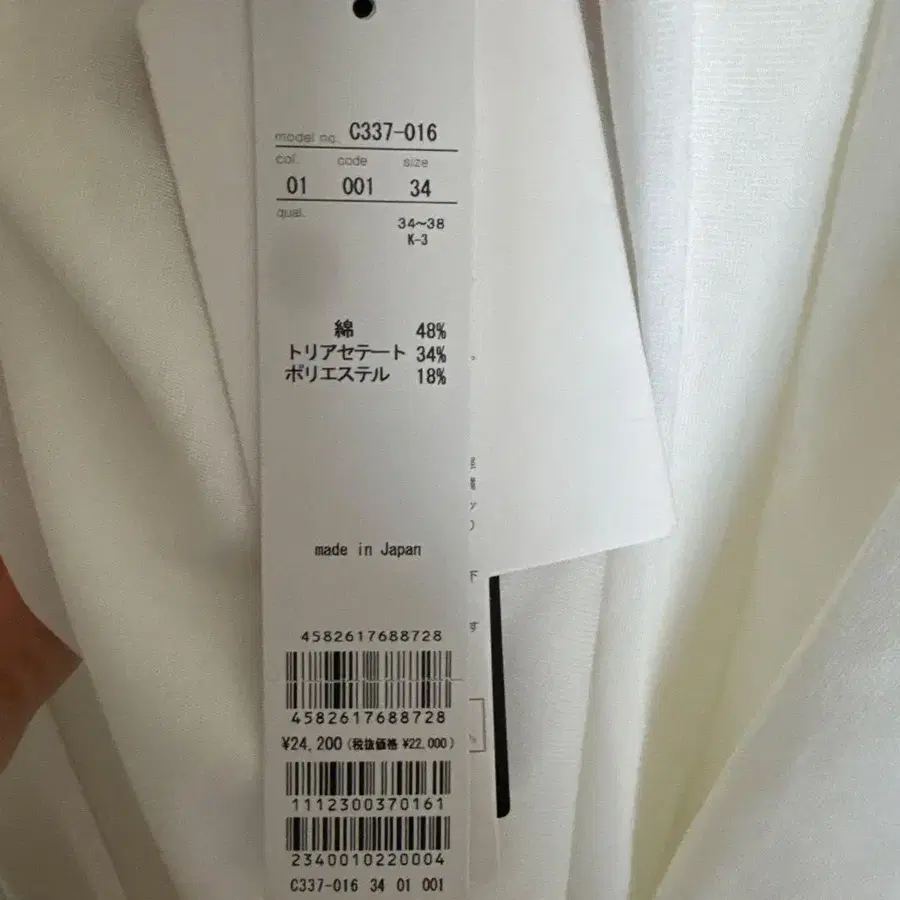 model no. C337-016
col. code size
01 001 34
qual.
34~38
K-3
綿 48%
トリアセテート 34%
ポリエステル 18%
made in Japan
4582617688728
4582617688728
¥24,200 (税抜価格 ¥22,000)
1112300370161
2340010220004
C337-016 34 01 001
下
す